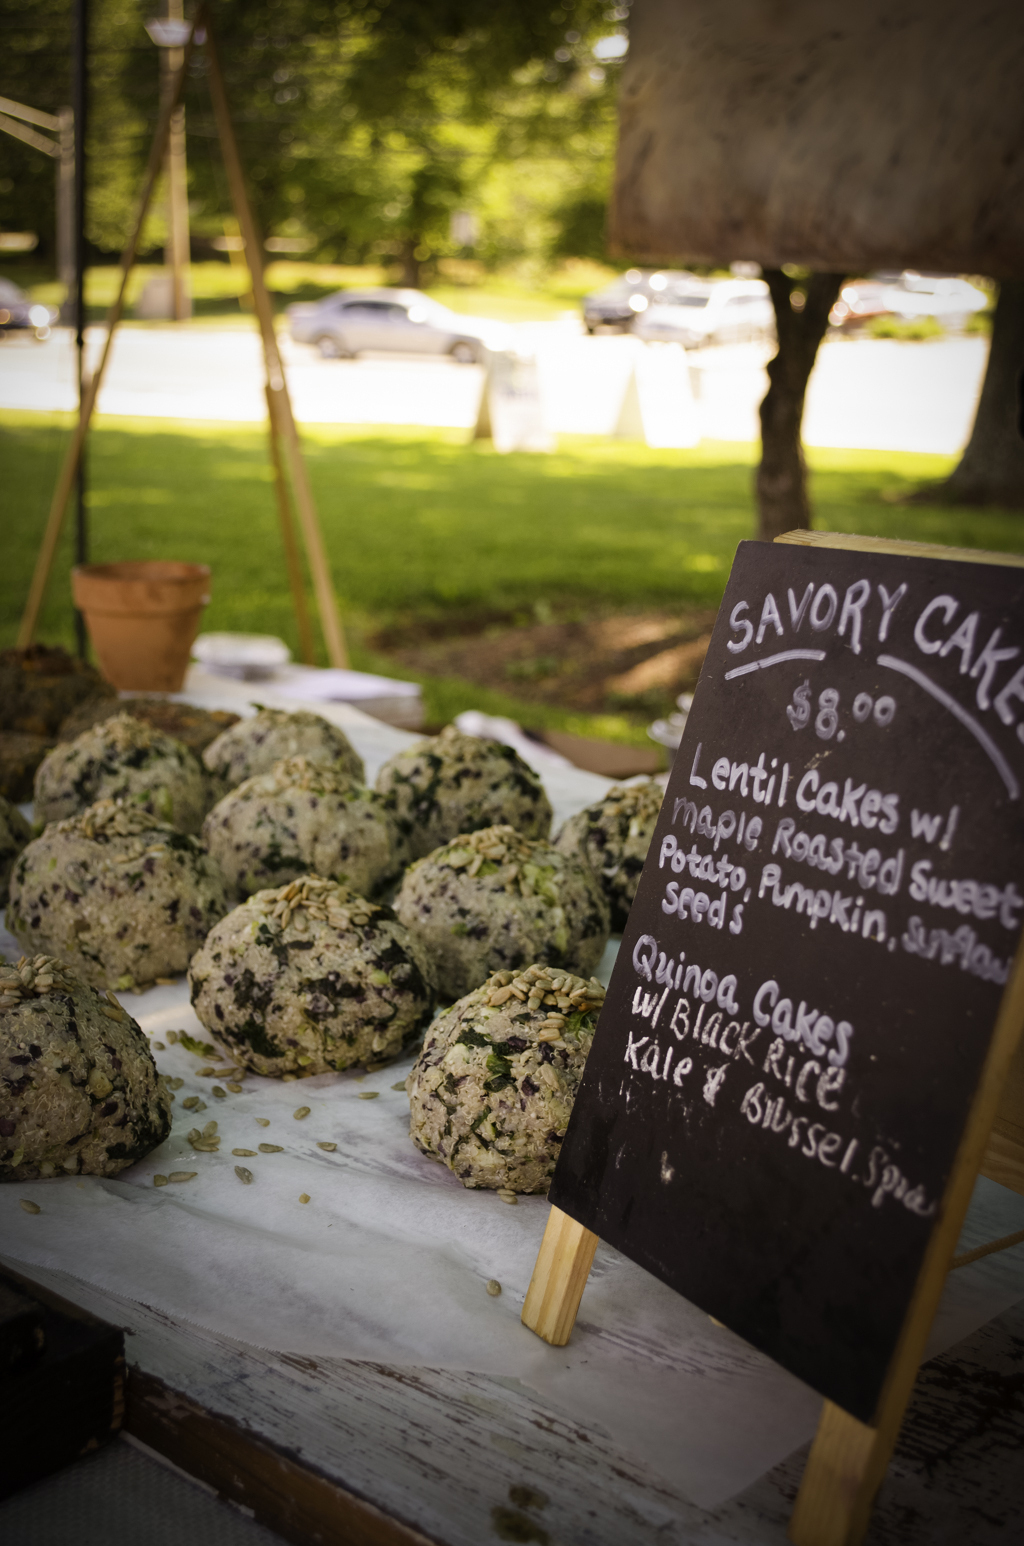 SAVORY CAKES
$8.00
Lentil Cakes w/
maple Roasted Sweet
Potato, Pumpkin, sunflow
seeds
Quinoa Cakes
w/ Black Rice
Kale & Brussel Spro